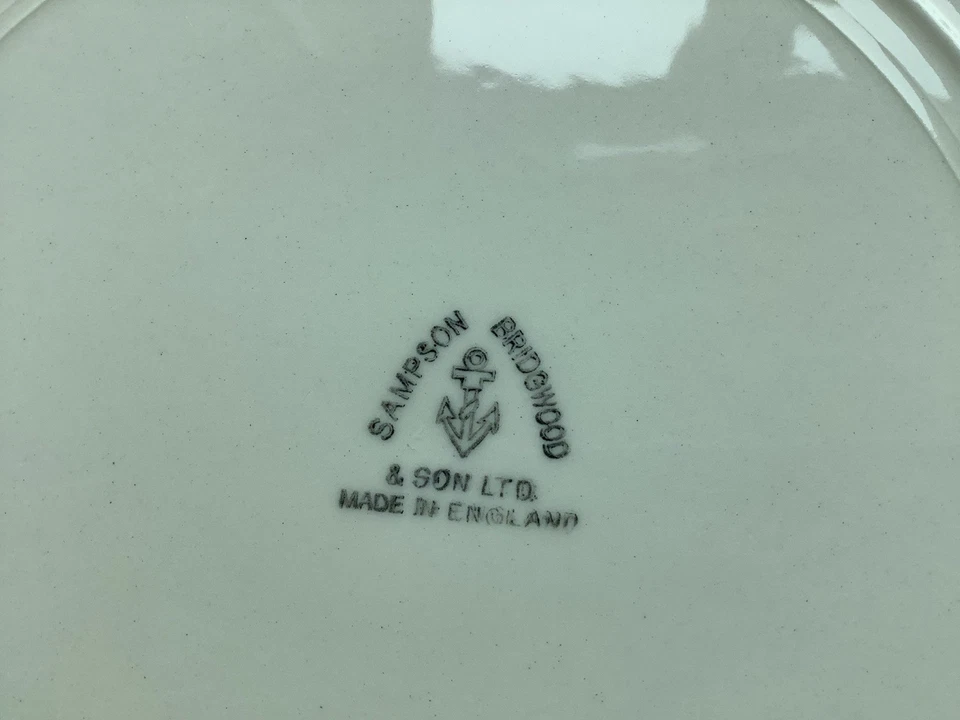 SAMPSON BRIDGWOOD
& SON LTD.
MADE IN ENGLAND